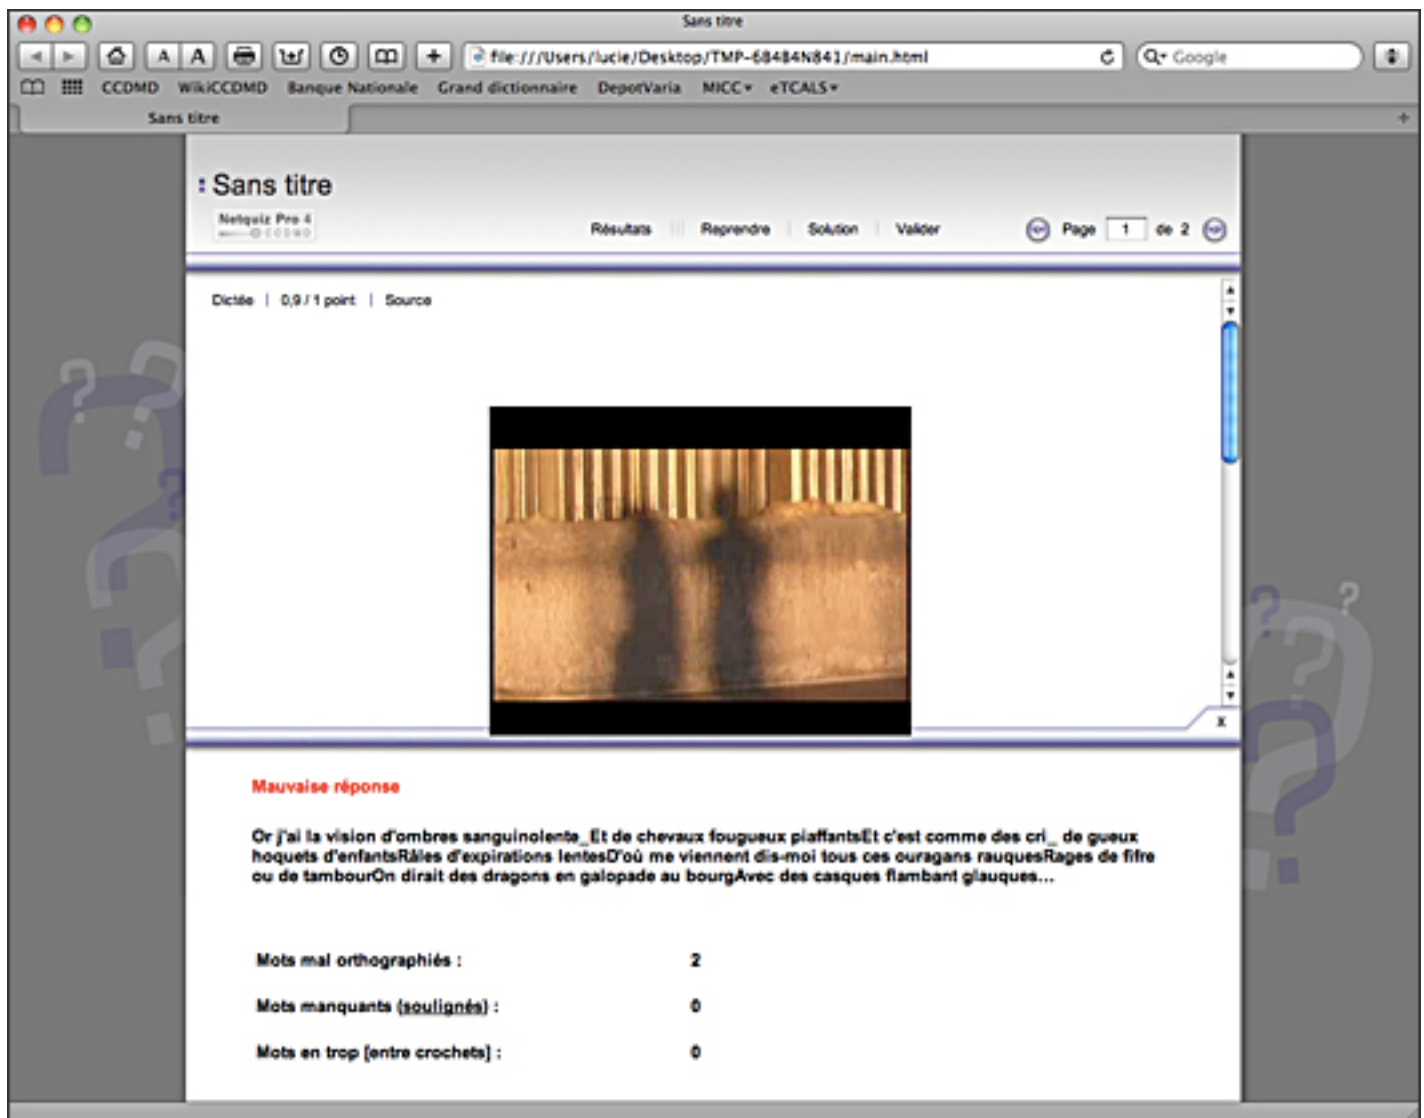 Sans titre
file:///Users/lucie/Desktop/TMP-68484N841/main.html
Google
CCDMD WikiCCDMD Banque Nationale Grand dictionnaire DepotVaria MICC eTCALS
Sans titre
Sans titre
Netquiz Pro 4
CCDMD
Résultats Reprendre Solution Valider Page 1 de 2
Dictée | 0,9 / 1 point | Source
X
Mauvaise réponse
Or j'ai la vision d'ombres sanguinolente_Et de chevaux fougueux piaffantsEt c'est comme des cri_ de gueux
hoquets d'enfantsRâles d'expirations lentesD'où me viennent dis-moi tous ces ouragans rauquesRages de fifre
ou de tambourOn dirait des dragons en galopade au bourgAvec des casques flambant glauques...
Mots mal orthographiés : 2
Mots manquants (soulignés) : 0
Mots en trop [entre crochets] : 0